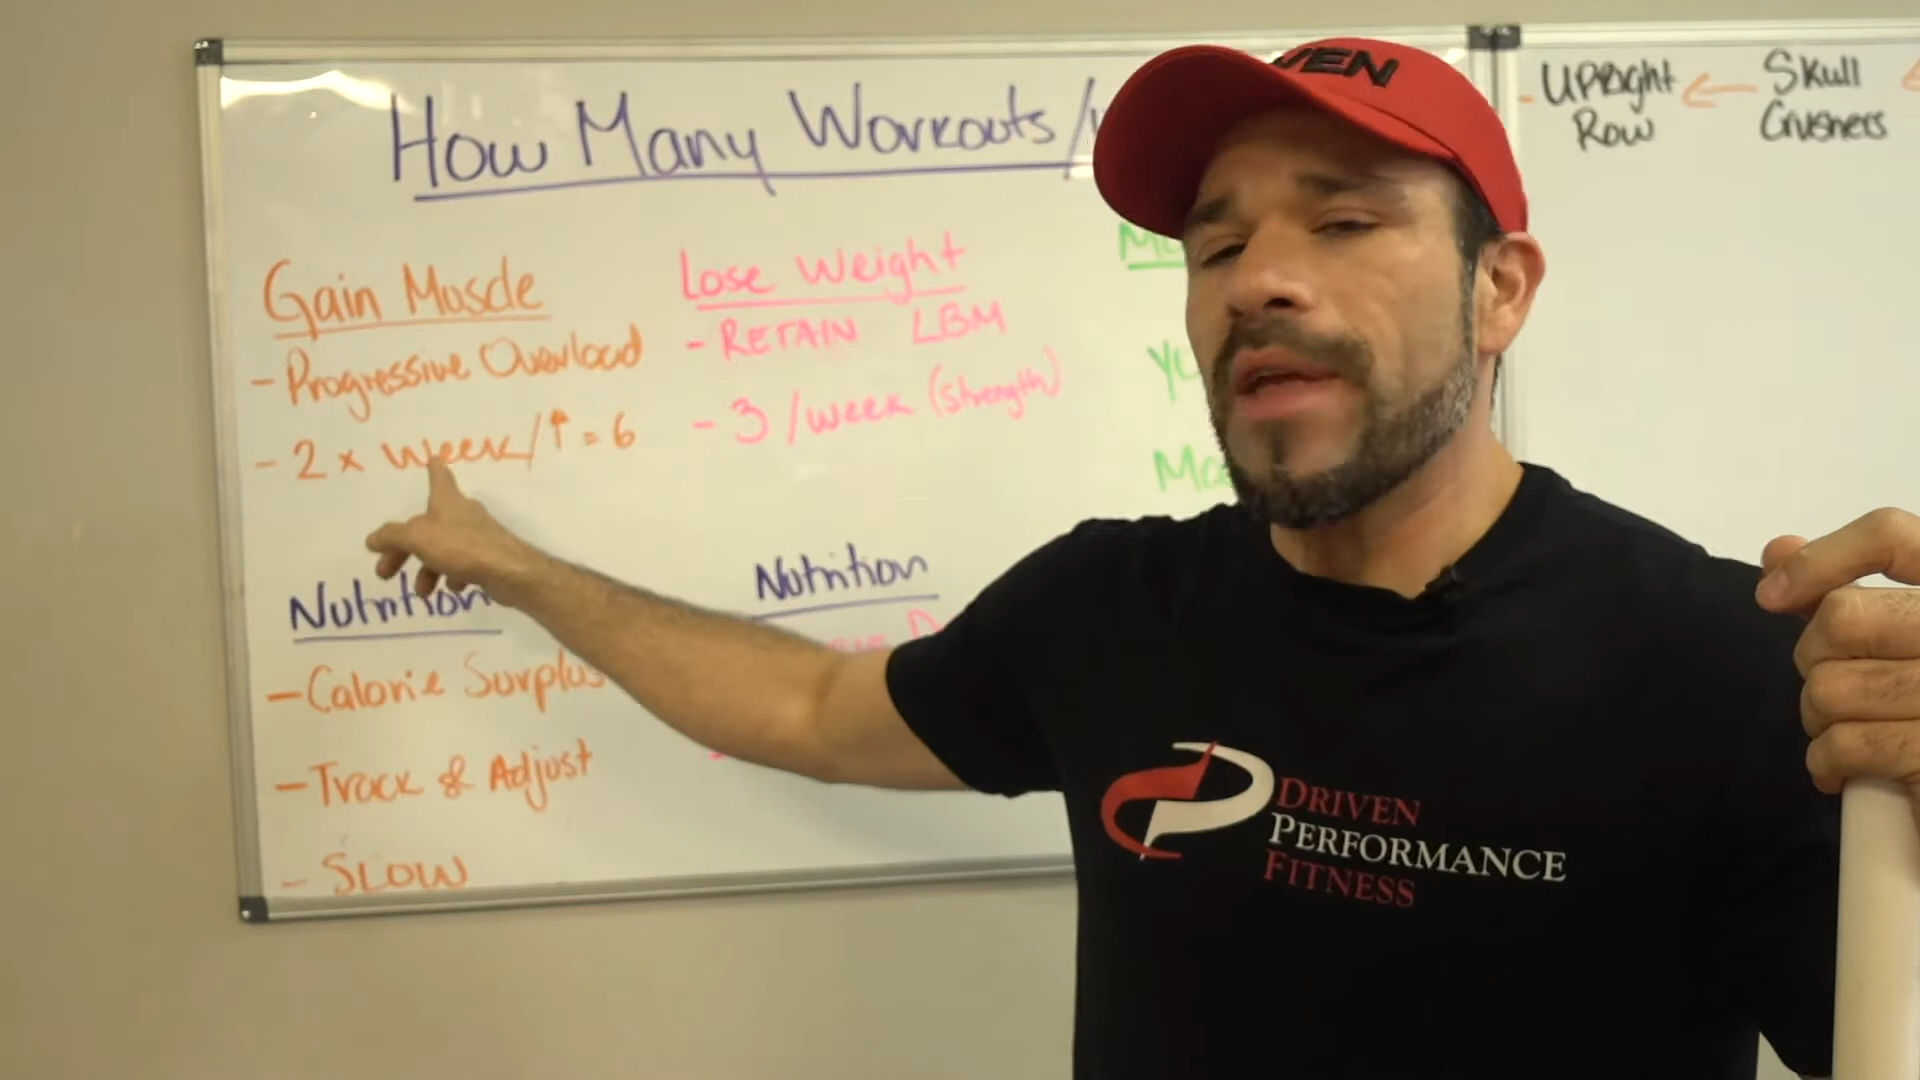 How Many Workouts/
Gain Muscle
- Progressive Overload
- 2 x Week/↑ = 6
Nutrition
- Calorie Surplus
- Track & Adjust
- SLOW
Lose Weight
- RETAIN LBM
- 3/week (strength)
Nutrition
UPRight
Row
← Skull
Crushers
VEN
DRIVEN
PERFORMANCE
FITNESS